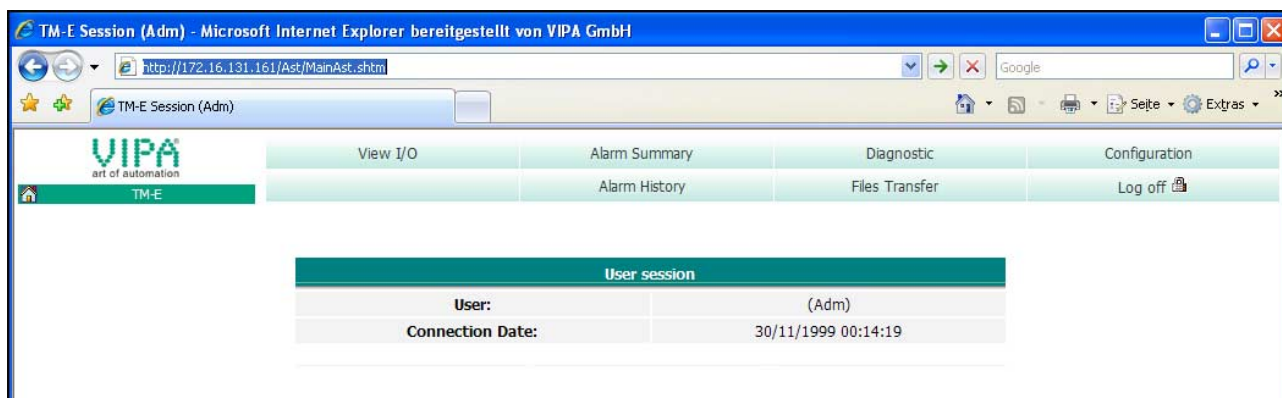 TM-E Session (Adm) - Microsoft Internet Explorer bereitgestellt von VIPA GmbH
http://172.16.131.161/Ast/MainAst.shtm
Google
TM-E Session (Adm)
Seite
Extras
VIPA
art of automation
TM-E
View I/O
Alarm Summary
Diagnostic
Configuration
Alarm History
Files Transfer
Log off
User session
User: (Adm)
Connection Date: 30/11/1999 00:14:19